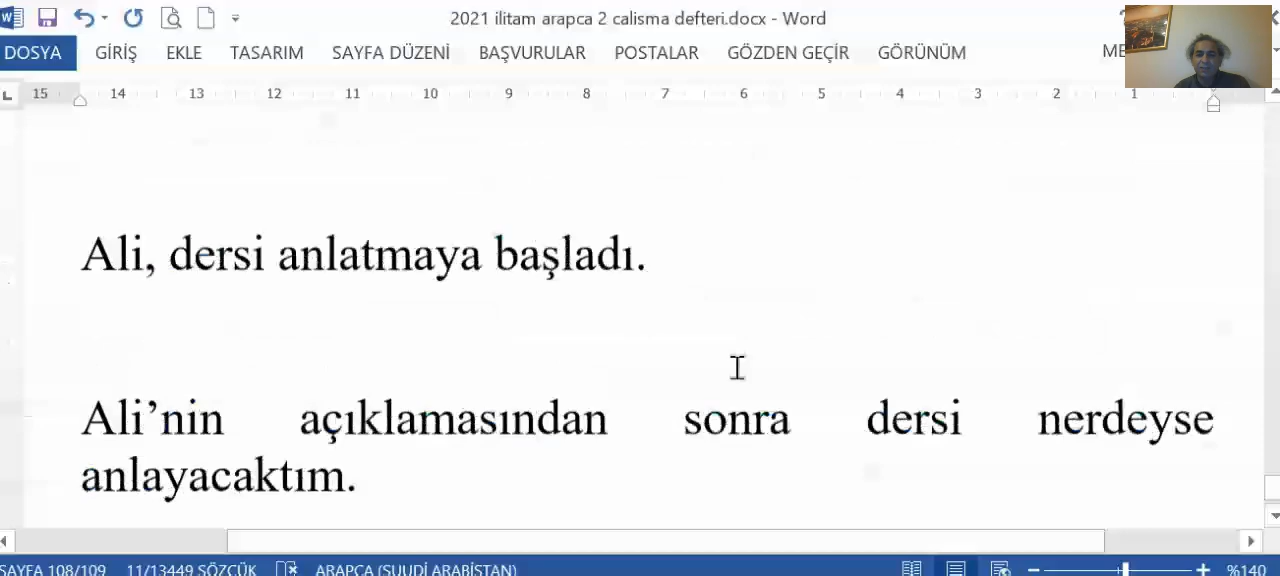 2021 ilitam arapca 2 calisma defteri.docx - Word
DOSYA GİRİŞ EKLE TASARIM SAYFA DÜZENİ BAŞVURULAR POSTALAR GÖZDEN GEÇİR GÖRÜNÜM
15 14 13 12 11 10 9 8 7 6 5 4 3 2 1
Ali, dersi anlatmaya başladı.
Ali’nin açıklamasından sonra dersi nerdeyse
anlayacaktım.
SAYFA 108/109 11/13449 SÖZCÜK ARAPÇA (SUUDİ ARABİSTAN) %140